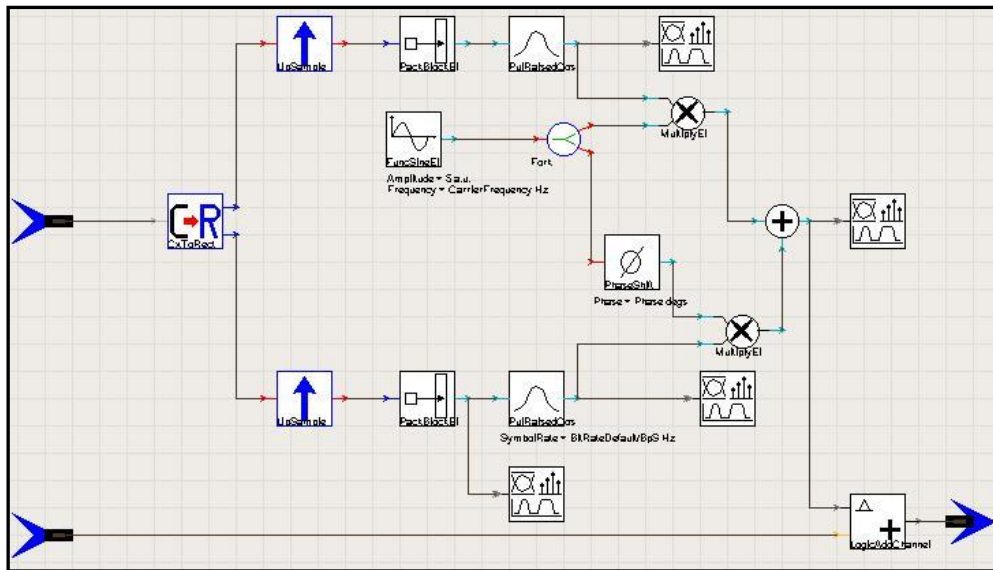 UpSample
PackBlockEl
PulRaisedCos
MultiplyEl
FuncSineEl
Amplitude = 5 a.u.
Frequency = CarrierFrequency Hz
Fork
C R
CxToRect
PhaseShift
Phase = Phase degs
MultiplyEl
UpSample
PackBlockEl
PulRaisedCos
SymbolRate = BitRateDefault/BpS Hz
LogicAddChannel